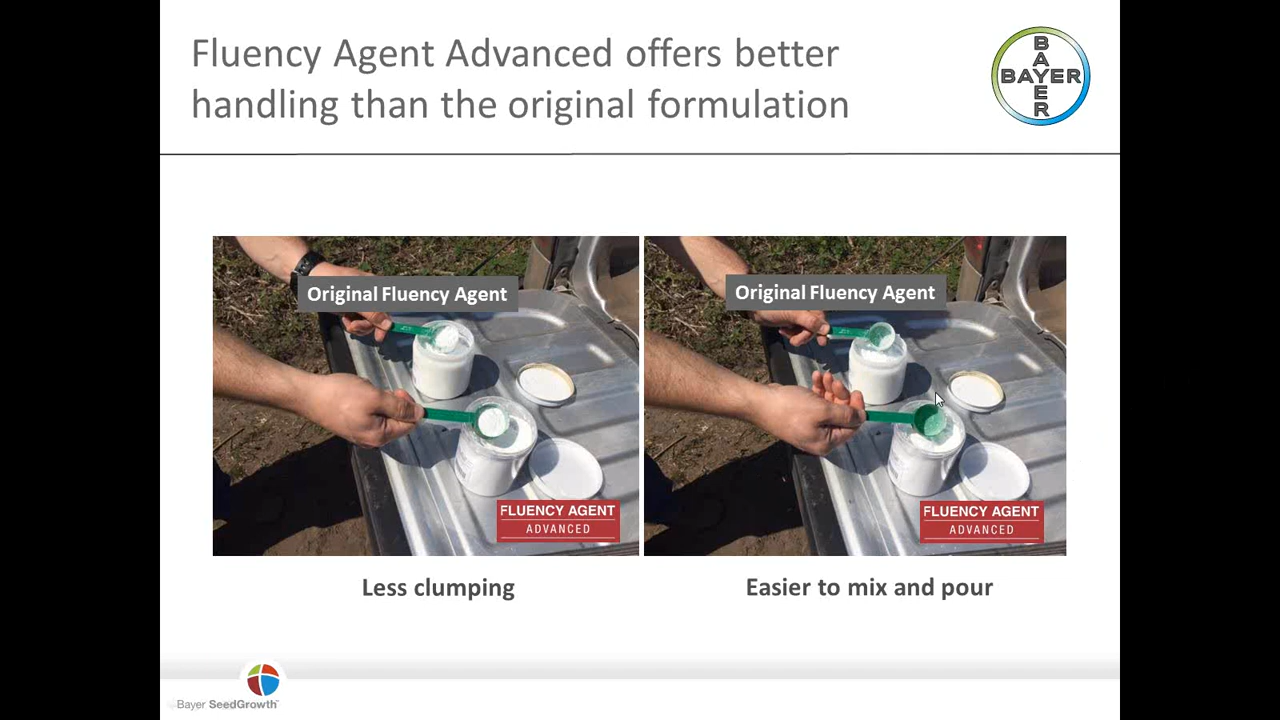 Fluency Agent Advanced offers better
handling than the original formulation
BAYER
BAYER
Original Fluency Agent
Original Fluency Agent
FLUENCY AGENT
ADVANCED
FLUENCY AGENT
ADVANCED
Less clumping
Easier to mix and pour
Bayer SeedGrowth™